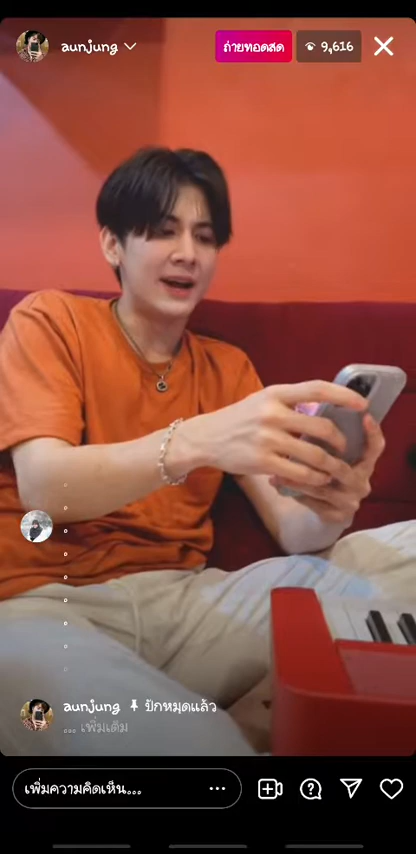 aunjung
ถ่ายทอดสด
9,616
aunjung ปักหมุดแล้ว
... เพิ่มเติม
เพิ่มความคิดเห็น...